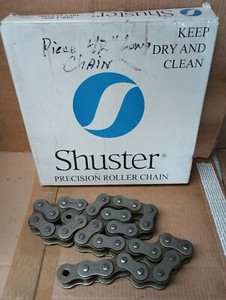 KEEP
DRY AND
CLEAN
Piece
Chain
Shuster®
PRECISION ROLLER CHAIN